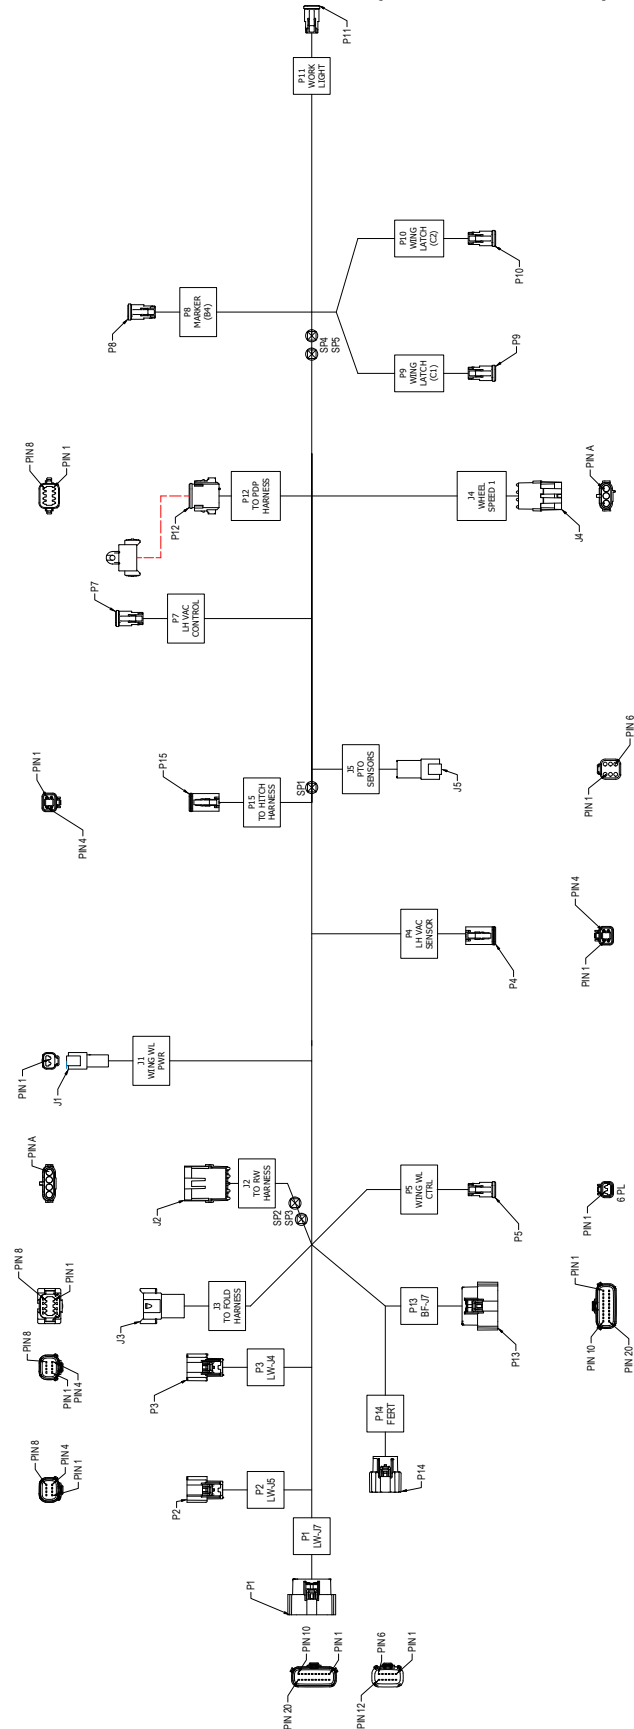 P11
P11
WORK
LIGHT
P10
WING
LATCH
(C2)
P10
P8
P8
MARKER
(B4)
SP4
SP5
P9
WING
LATCH
(C1)
P9
PIN 8
PIN 1
P12
P12
TO PDP
HARNESS
J4
WHEEL
SPEED 1
J4
PIN A
P7
P7
LH VAC
CONTROL
PIN 1
PIN 4
P15
P15
TO HITCH
HARNESS
SP1
J5
PTO
SENSORS
J5
PIN 1
PIN 6
P4
LH VAC
SENSOR
P4
PIN 1
PIN 4
PIN 1
J1
J1
WING WL
PWR
PIN A
J2
J2
TO RW
HARNESS
SP2
SP3
P5
WING WL
CTRL
P5
PIN 1
6 PL
PIN 8
PIN 1
J3
J3
TO FOLD
HARNESS
P13
BF-J7
P13
PIN 1
PIN 10
PIN 20
PIN 8
PIN 1
PIN 4
P3
P3
LW-J4
P14
FERT
P14
PIN 8
PIN 4
PIN 1
P2
P2
LW-J5
P1
LW-J7
P1
PIN 10
PIN 1
PIN 20
PIN 6
PIN 1
PIN 12